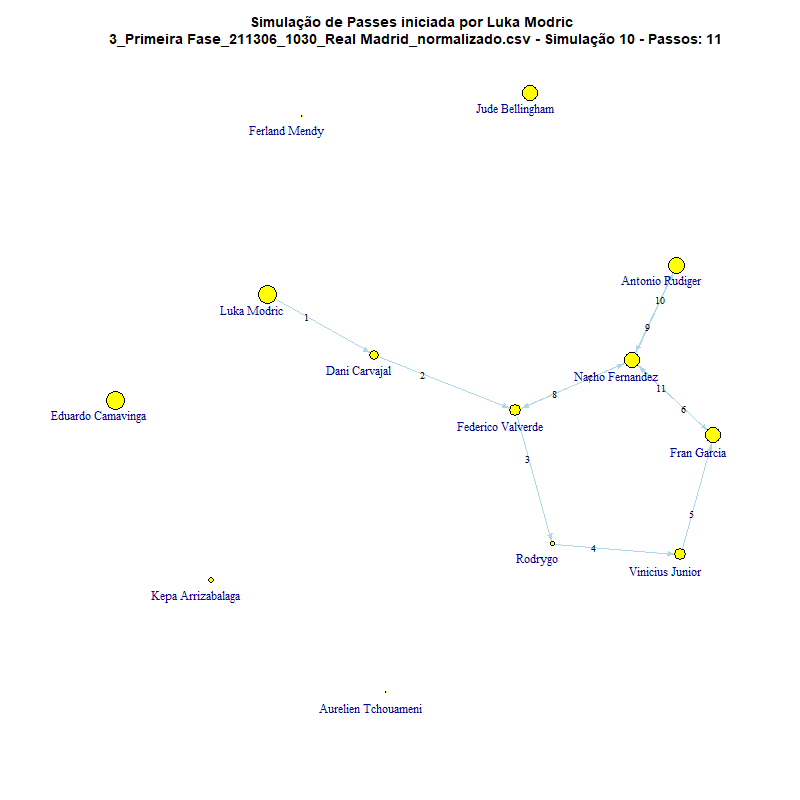 Simulação de Passes iniciada por Luka Modric
3_Primeira Fase_211306_1030_Real Madrid_normalizado.csv - Simulação 10 - Passos: 11
Jude Bellingham
Ferland Mendy
Antonio Rudiger
10
Luka Modric
1
9
Dani Carvajal
2
Nacho Fernandez
11
8
6
Eduardo Camavinga
Federico Valverde
Fran Garcia
3
5
4
Rodrygo
Vinicius Junior
Kepa Arrizabalaga
Aurelien Tchouameni